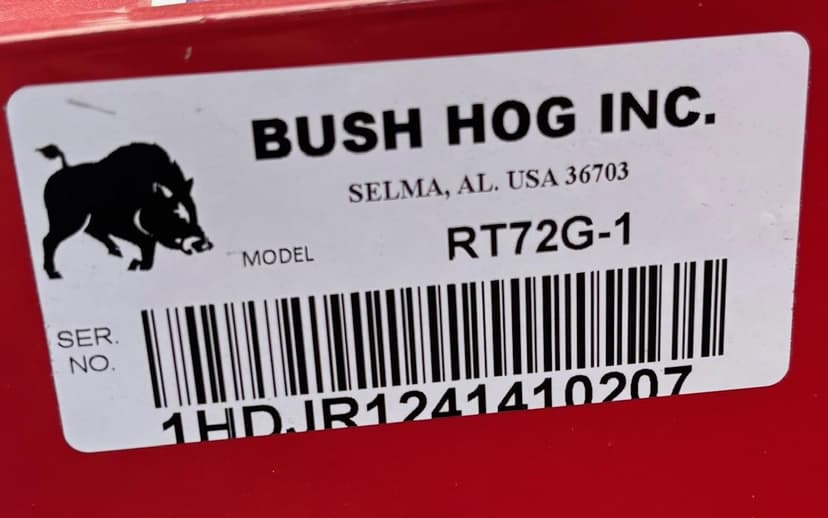 BUSH HOG INC.
SELMA, AL. USA 36703
MODEL RT72G-1
SER.
NO.
1HDJR1241410207